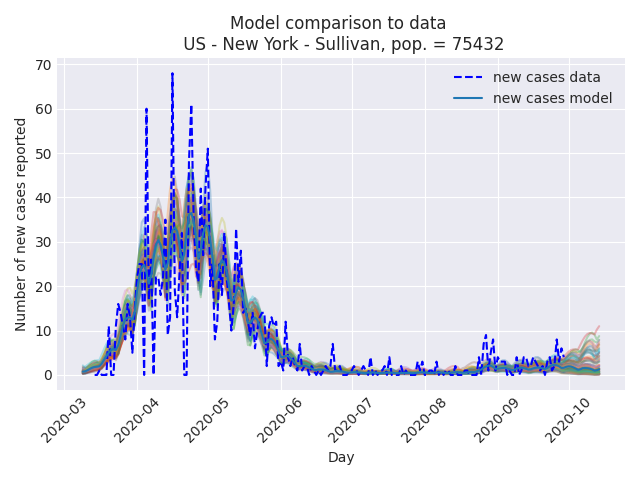 Model comparison to data
US - New York - Sullivan, pop. = 75432
new cases data
new cases model
Number of new cases reported
70
60
50
40
30
20
10
0
2020-03
2020-04
2020-05
2020-06
2020-07
2020-08
2020-09
2020-10
Day